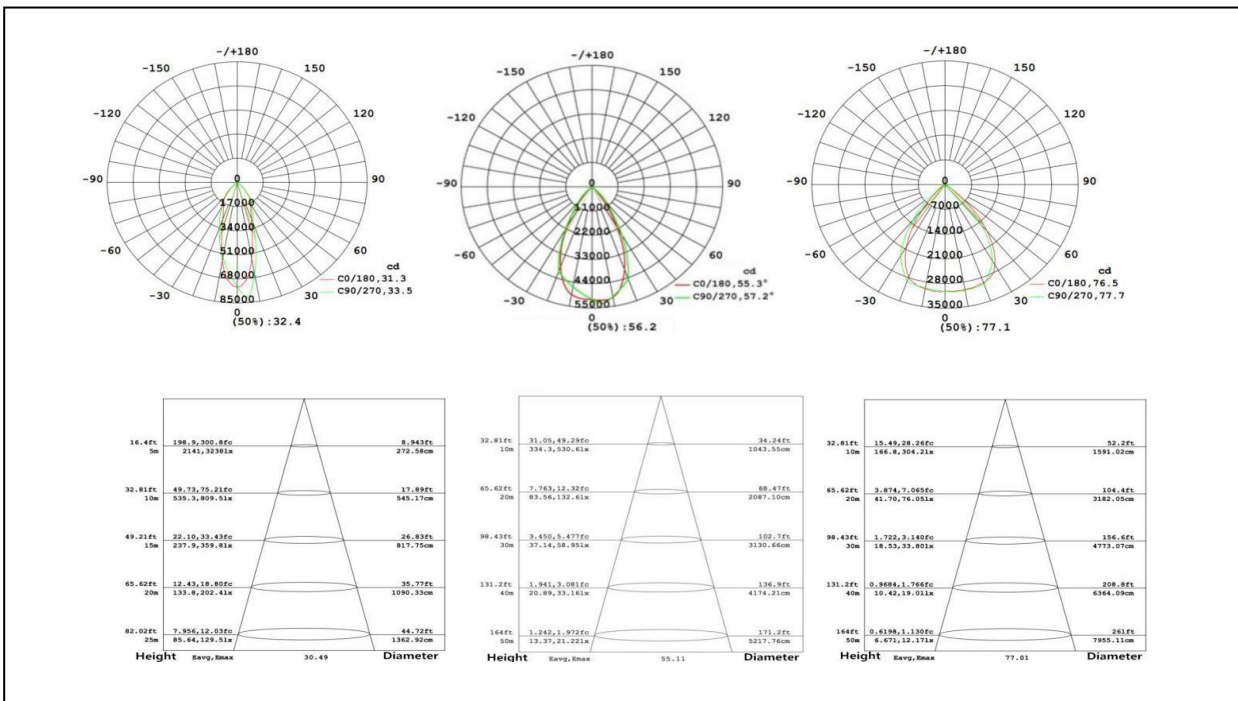 -/+180
-150 150
-120 120
-90 90
-60 60
-30 30
0
17000
34000
51000
68000
85000
0
cd
C0/180,31.3
C90/270,33.5
(50%):32.4
-/+180
-150 150
-120 120
-90 90
-60 60
-30 30
0
11000
22000
33000
44000
55000
0
cd
C0/180,55.3°
C90/270,57.2°
(50%):56.2
-/+180
-150 150
-120 120
-90 90
-60 60
-30 30
0
7000
14000
21000
28000
35000
0
cd
C0/180,76.5
C90/270,77.7
(50%):77.1
16.4ft 198.9,300.8fc 8.943ft
5m 2141,3238lx 272.58cm
32.81ft 49.73,75.21fc 17.89ft
10m 535.3,809.5lx 545.17cm
49.21ft 22.10,33.43fc 26.83ft
15m 237.9,359.8lx 817.75cm
65.62ft 12.43,18.80fc 35.77ft
20m 133.8,202.4lx 1090.33cm
82.02ft 7.956,12.03fc 44.72ft
25m 85.64,129.5lx 1362.92cm
Height Eavg,Emax 30.49 Diameter
32.81ft 31.05,49.29fc 34.24ft
10m 334.3,530.6lx 1043.55cm
65.62ft 7.763,12.32fc 68.47ft
20m 83.56,132.6lx 2087.10cm
98.43ft 3.450,5.477fc 102.7ft
30m 37.14,58.95lx 3130.66cm
131.2ft 1.941,3.081fc 136.9ft
40m 20.89,33.16lx 4174.21cm
164ft 1.242,1.972fc 171.2ft
50m 13.37,21.22lx 5217.76cm
Height Eavg,Emax 55.11 Diameter
32.81ft 15.49,28.26fc 52.2ft
10m 166.8,304.2lx 1591.02cm
65.62ft 3.874,7.065fc 104.4ft
20m 41.70,76.05lx 3182.05cm
98.43ft 1.722,3.140fc 156.6ft
30m 18.53,33.80lx 4773.07cm
131.2ft 0.9684,1.766fc 208.8ft
40m 10.42,19.01lx 6364.09cm
164ft 0.6198,1.130fc 261ft
50m 6.671,12.17lx 7955.11cm
Height Eavg,Emax 77.01 Diameter